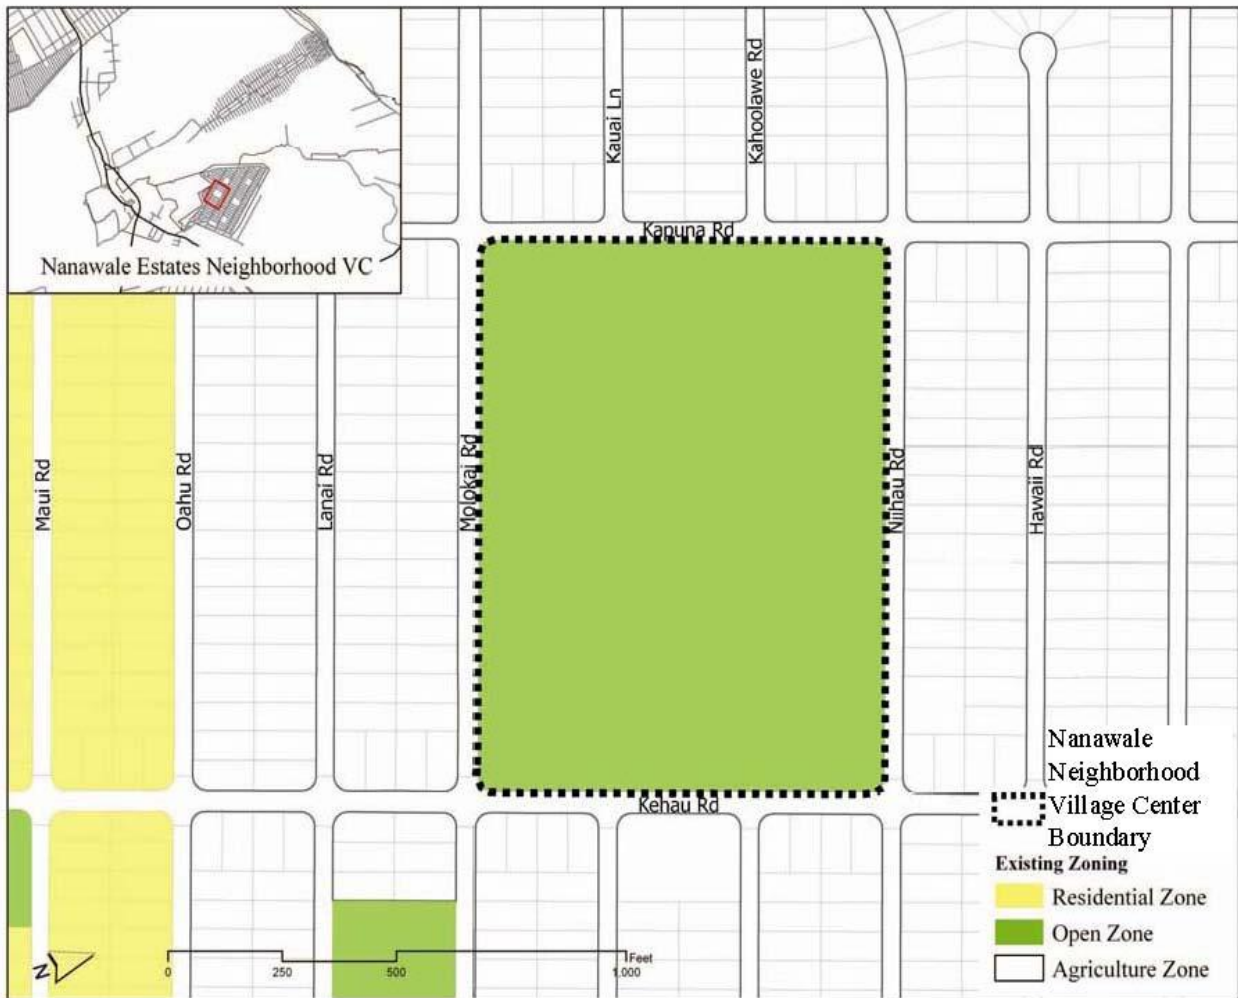 Nanawale Estates Neighborhood VC
Kauai Ln
Kahoolawe Rd
Kapuna Rd
Maui Rd
Oahu Rd
Lanai Rd
Molokai Rd
Niihau Rd
Hawaii Rd
Kehau Rd
Nanawale
Neighborhood
Village Center
Boundary
Existing Zoning
Residential Zone
Open Zone
Agriculture Zone
N
Feet
0 250 500 1,000